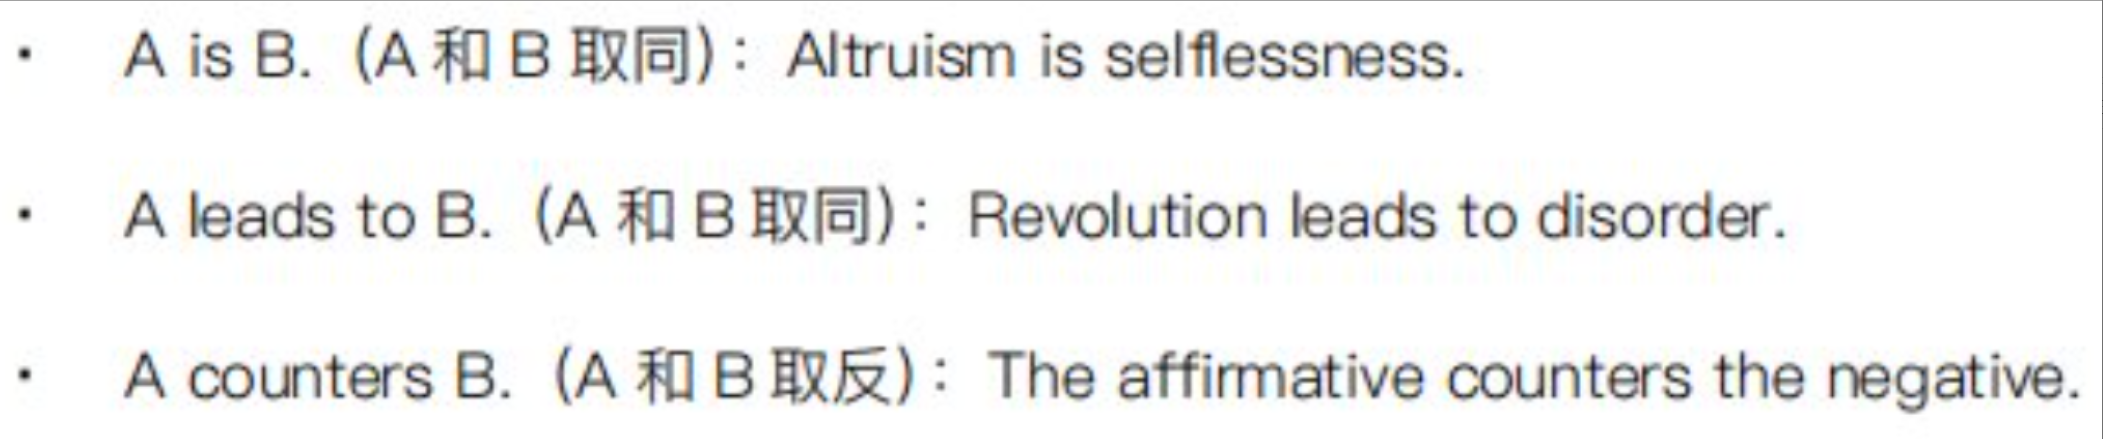 · A is B. （A 和 B 取同）：Altruism is selflessness.
· A leads to B. （A 和 B 取同）：Revolution leads to disorder.
· A counters B. （A 和 B 取反）：The affirmative counters the negative.